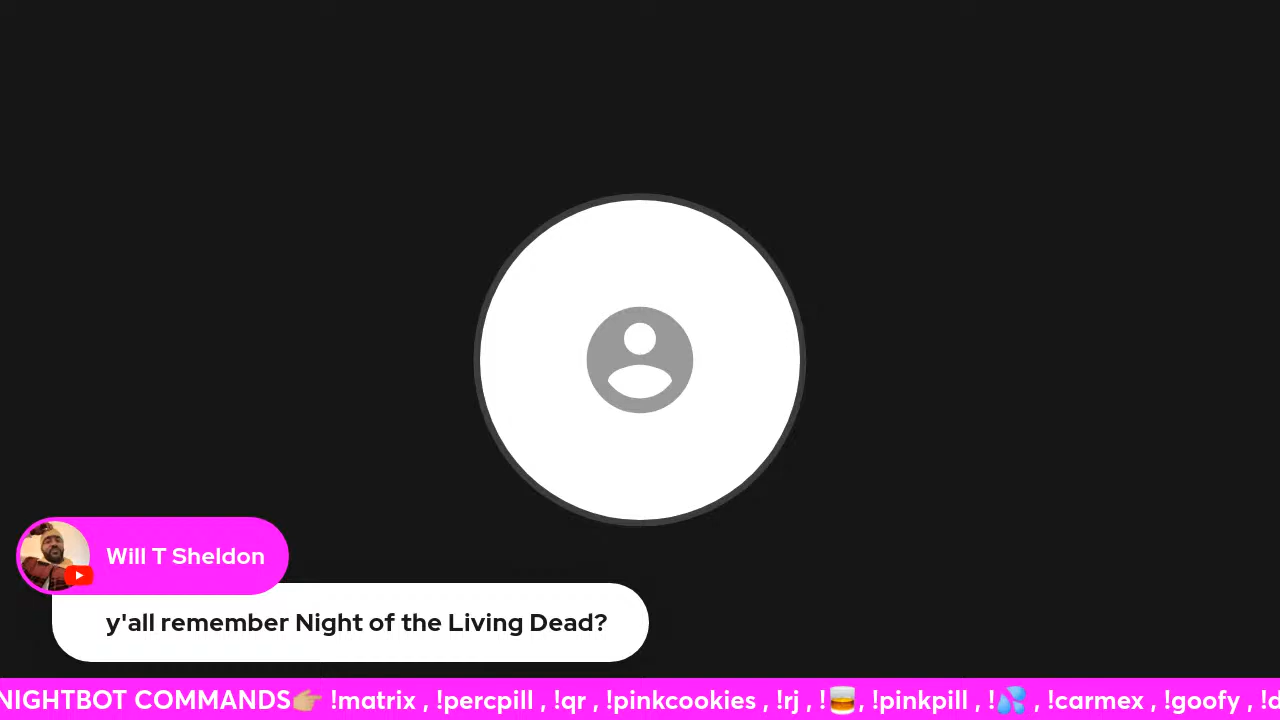 Will T Sheldon
y'all remember Night of the Living Dead?
NIGHTBOT COMMANDS👉🏼 !matrix , !percpill , !qr , !pinkcookies , !rj , !🥃, !pinkpill , !💦 , !carmex , !goofy ,